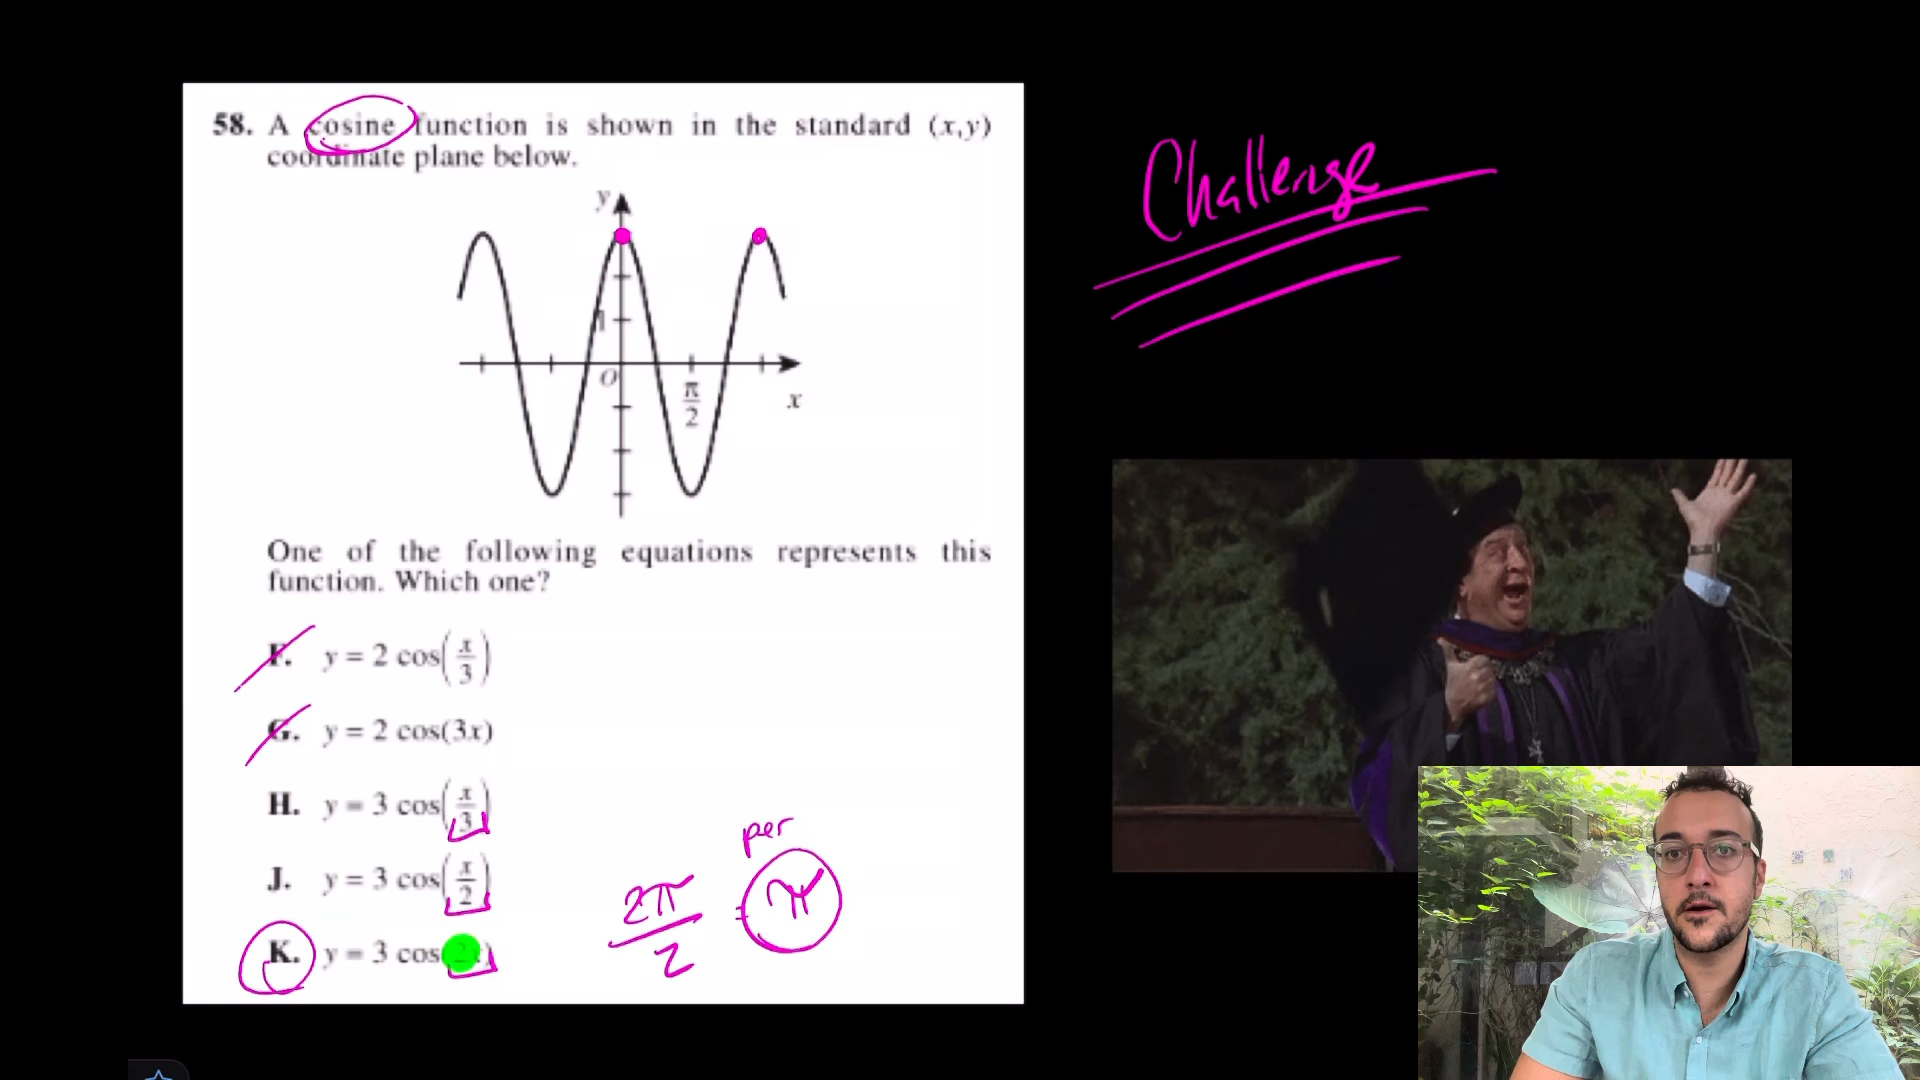 58. A cosine function is shown in the standard (x,y)
coordinate plane below.
y
1
O
π/2
x
One of the following equations represents this
function. Which one?
F. y = 2 cos(x/3)
G. y = 2 cos(3x)
H. y = 3 cos(x/3)
J. y = 3 cos(x/2)
K. y = 3 cos(2x)
2π/2 = π
per
Challenge